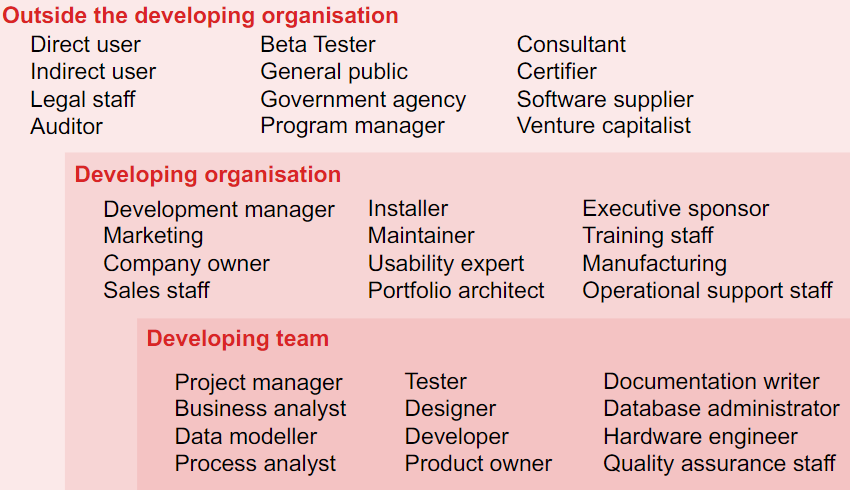 Outside the developing organisation
Direct user Beta Tester Consultant
Indirect user General public Certifier
Legal staff Government agency Software supplier
Auditor Program manager Venture capitalist
Developing organisation
Development manager Installer Executive sponsor
Marketing Maintainer Training staff
Company owner Usability expert Manufacturing
Sales staff Portfolio architect Operational support staff
Developing team
Project manager Tester Documentation writer
Business analyst Designer Database administrator
Data modeller Developer Hardware engineer
Process analyst Product owner Quality assurance staff